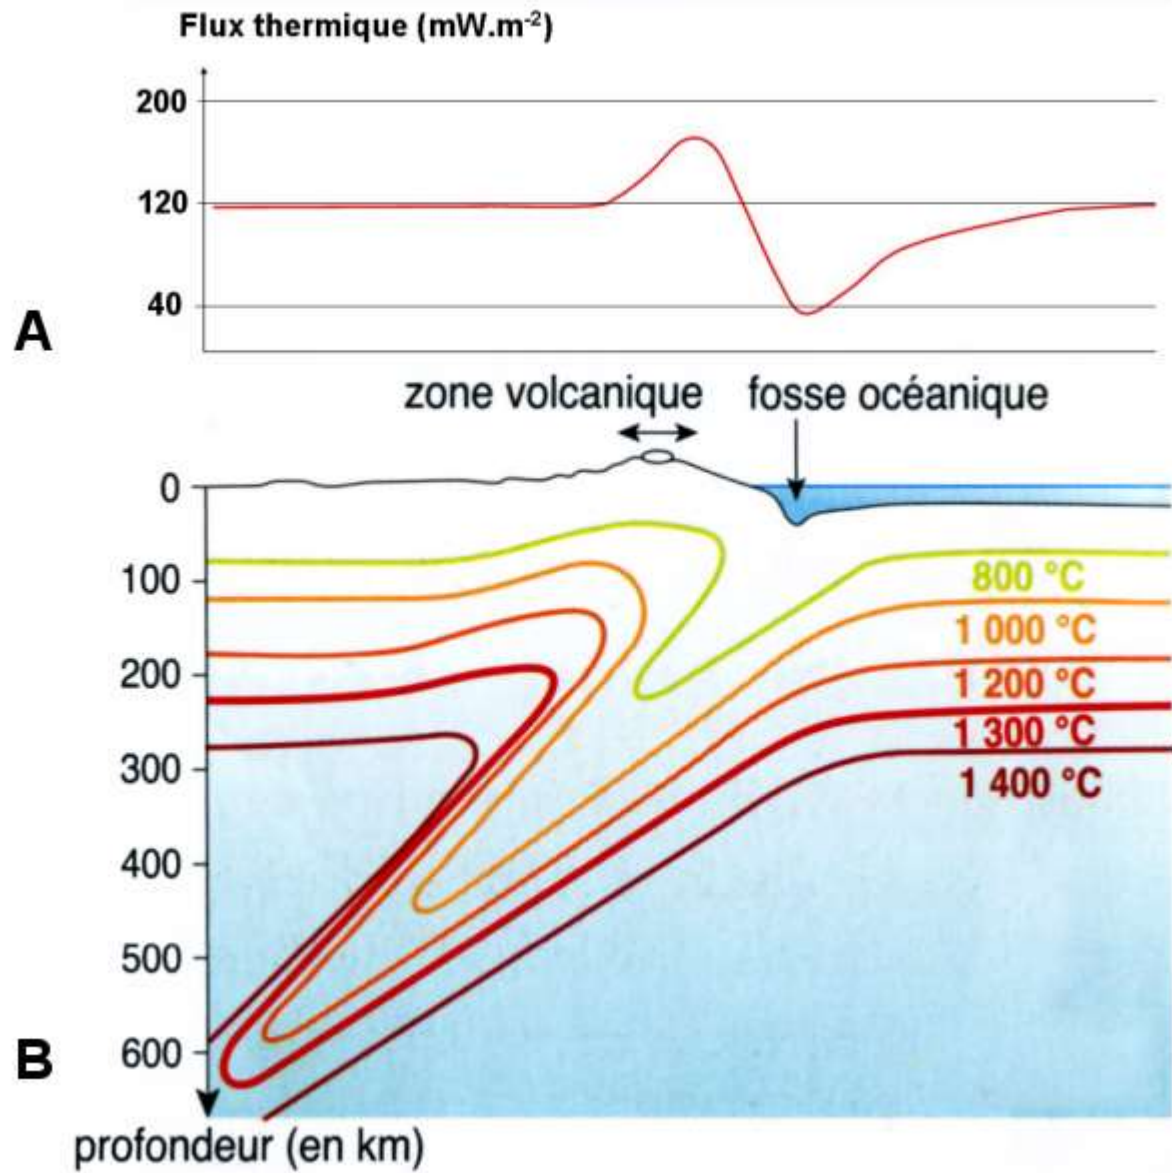 Flux thermique (mW.m-2)
200
120
40
A
zone volcanique
fosse océanique
0
100
200
300
400
500
600
800 °C
1 000 °C
1 200 °C
1 300 °C
1 400 °C
B
profondeur (en km)